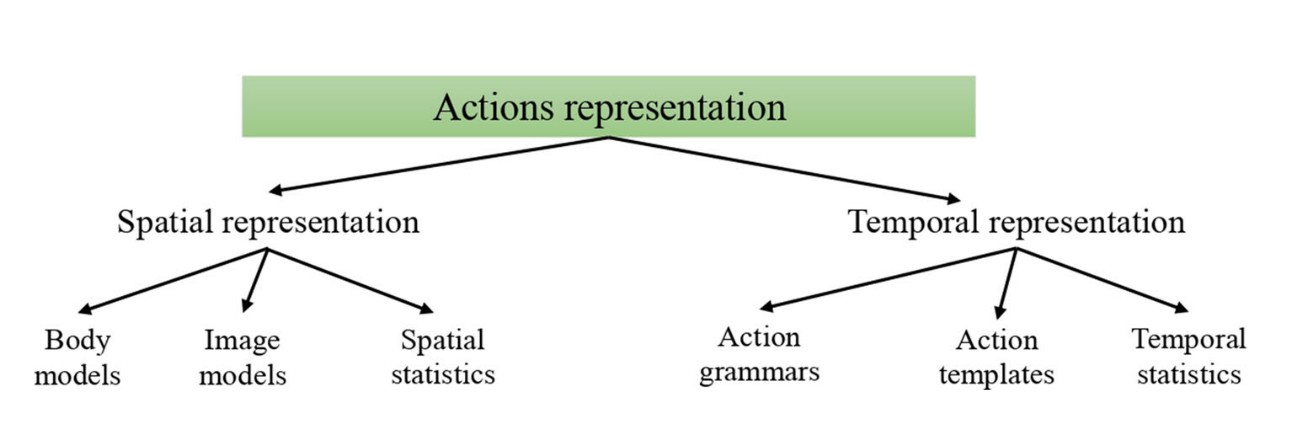 Actions representation
Spatial representation
Temporal representation
Body
models
Image
models
Spatial
statistics
Action
grammars
Action
templates
Temporal
statistics